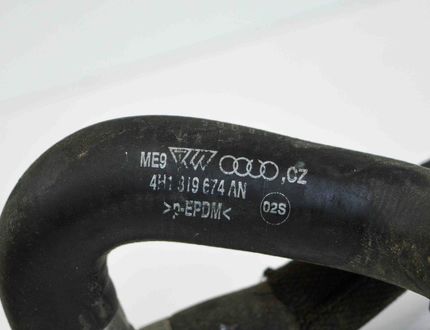 ME9 ,CZ
4H1 819 674 AN
>p-EPDM< 02S